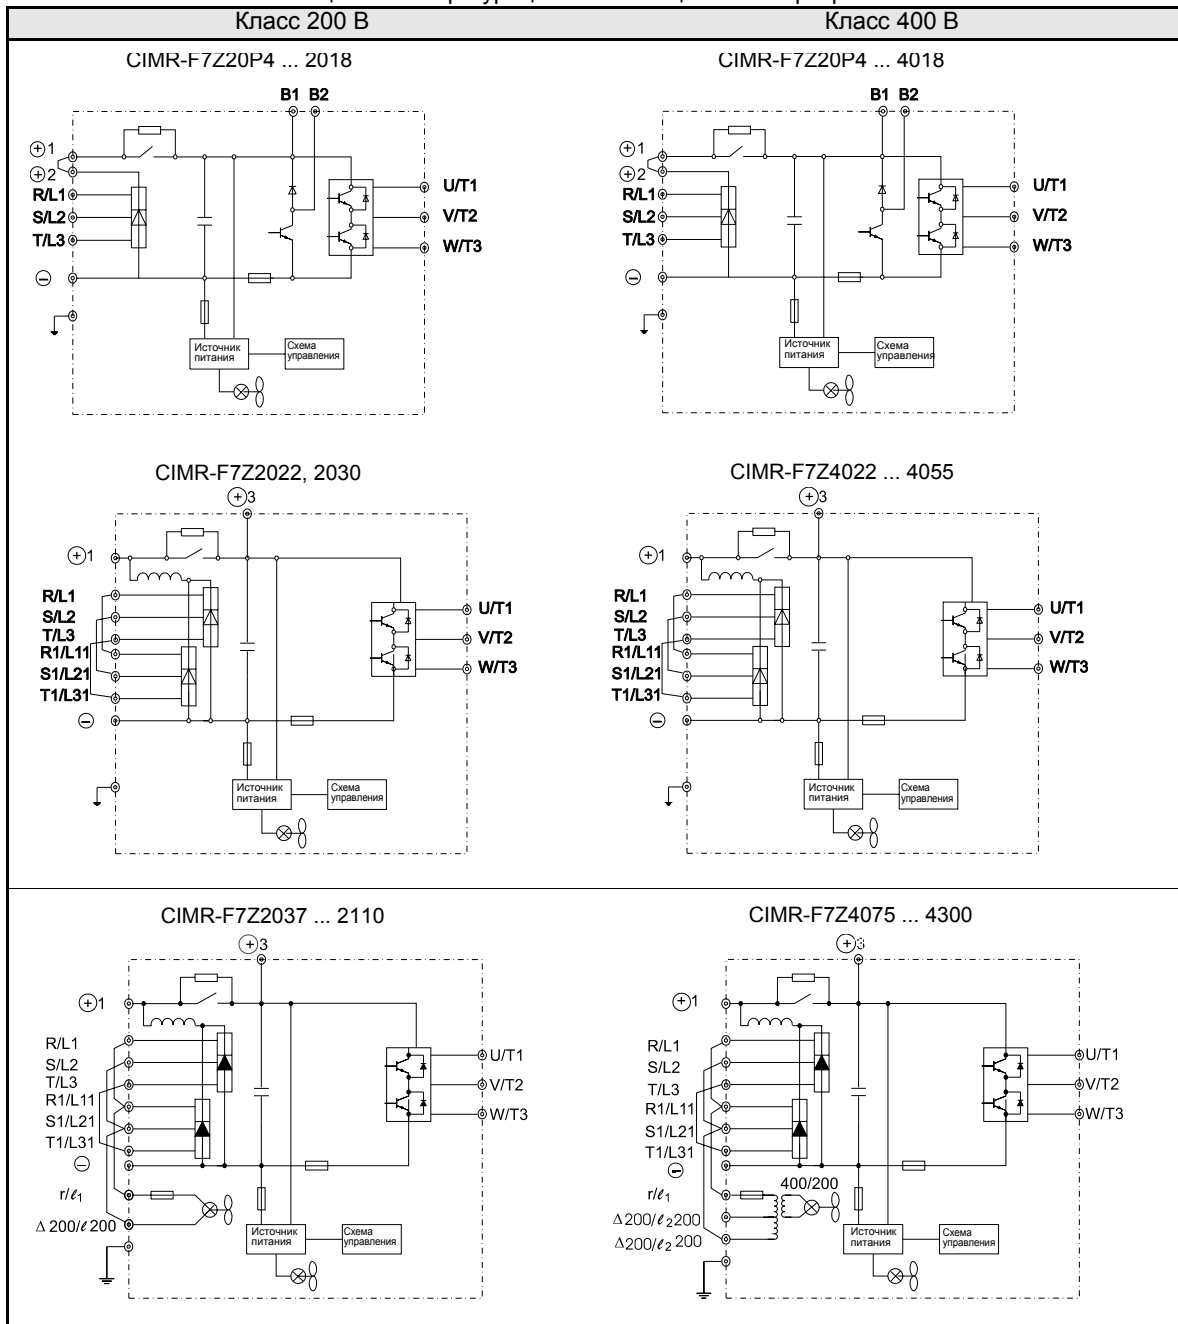 Класс 200 В
Класс 400 В
CIMR-F7Z20P4 ... 2018
B1 B2
⊕1
⊕2
R/L1
S/L2
T/L3
⊖
U/T1
V/T2
W/T3
Источник
питания
Схема
управления
CIMR-F7Z20P4 ... 4018
B1 B2
⊕1
⊕2
R/L1
S/L2
T/L3
⊖
U/T1
V/T2
W/T3
Источник
питания
Схема
управления
CIMR-F7Z2022, 2030
⊕3
⊕1
R/L1
S/L2
T/L3
R1/L11
S1/L21
T1/L31
⊖
U/T1
V/T2
W/T3
Источник
питания
Схема
управления
CIMR-F7Z4022 ... 4055
⊕3
⊕1
R/L1
S/L2
T/L3
R1/L11
S1/L21
T1/L31
⊖
U/T1
V/T2
W/T3
Источник
питания
Схема
управления
CIMR-F7Z2037 ... 2110
⊕3
⊕1
R/L1
S/L2
T/L3
R1/L11
S1/L21
T1/L31
⊖
r/ℓ1
Δ200/ℓ200
U/T1
V/T2
W/T3
Источник
питания
Схема
управления
CIMR-F7Z4075 ... 4300
⊕3
⊕1
R/L1
S/L2
T/L3
R1/L11
S1/L21
T1/L31
⊖
400/200
r/ℓ1
Δ200/ℓ2200
Δ200/ℓ2 200
U/T1
V/T2
W/T3
Источник
питания
Схема
управления